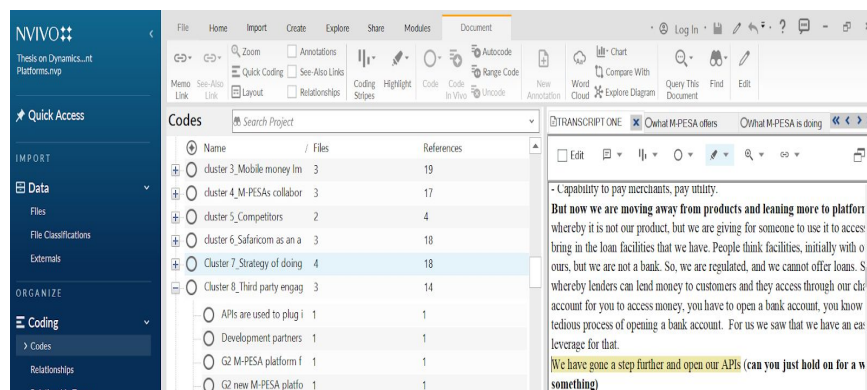 NVIVO
Thesis on Dynamics...nt
Platforms.nvp
Quick Access
IMPORT
Data
Files
File Classifications
Externals
ORGANIZE
Coding
Codes
Relationships
File Home Import Create Explore Share Modules Document
Log In
Memo Link
See-Also Link
Zoom
Quick Coding
Layout
Annotations
See-Also Links
Relationships
Coding Stripes
Highlight
Code
Code In Vivo
Autocode
Range Code
Uncode
New Annotation
Word Cloud
Chart
Compare With
Explore Diagram
Query This Document
Find
Edit
Codes
Search Project
Name / Files References
cluster 3_Mobile money Im 3 19
cluster 4_M-PESAs collabor 3 17
cluster 5_Competitors 2 4
cluster 6_Safaricom as an a 3 18
Cluster 7_Strategy of doing 4 18
Cluster 8_Third party engag 3 14
APIs are used to plug i 1 1
Development partners 1 1
G2 M-PESA platform f 1 1
G2 new M-PESA platfo 1 1
TRANSCRIPT ONE what M-PESA offers What M-PESA is doing
Edit
- Capability to pay merchants, pay utility.
But now we are moving away from products and leaning more to platforr
whereby it is not our product, but we are giving for someone to use it to acces
bring in the loan facilities that we have. People think facilities, initially with o
ours, but we are not a bank. So, we are regulated, and we cannot offer loans. S
whereby lenders can lend money to customers and they access through our cha
account for you to access money, you have to open a bank account, you know
tedious process of opening a bank account. For us we saw that we have an eas
leverage for that.
We have gone a step further and open our APIs (can you just hold on for a w
something)